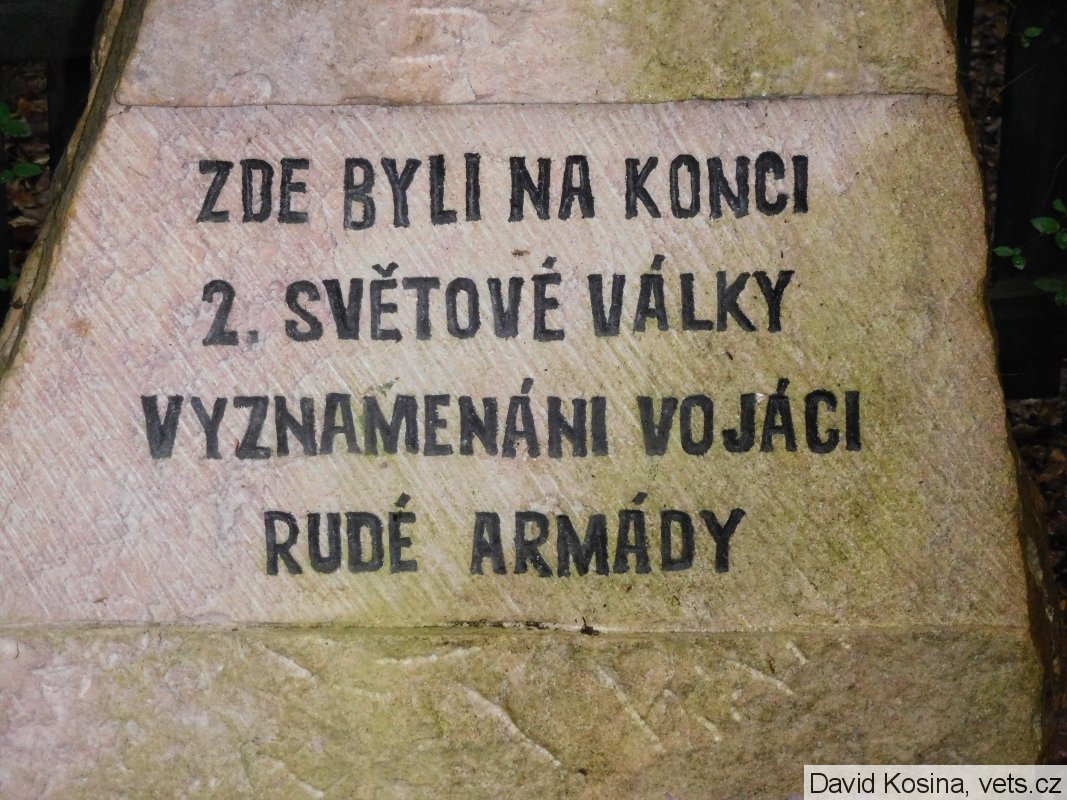 ZDE BYLI NA KONCI
2. SVĚTOVÉ VÁLKY
VYZNAMENÁNI VOJÁCI
RUDÉ ARMÁDY
David Kosina, vets.cz